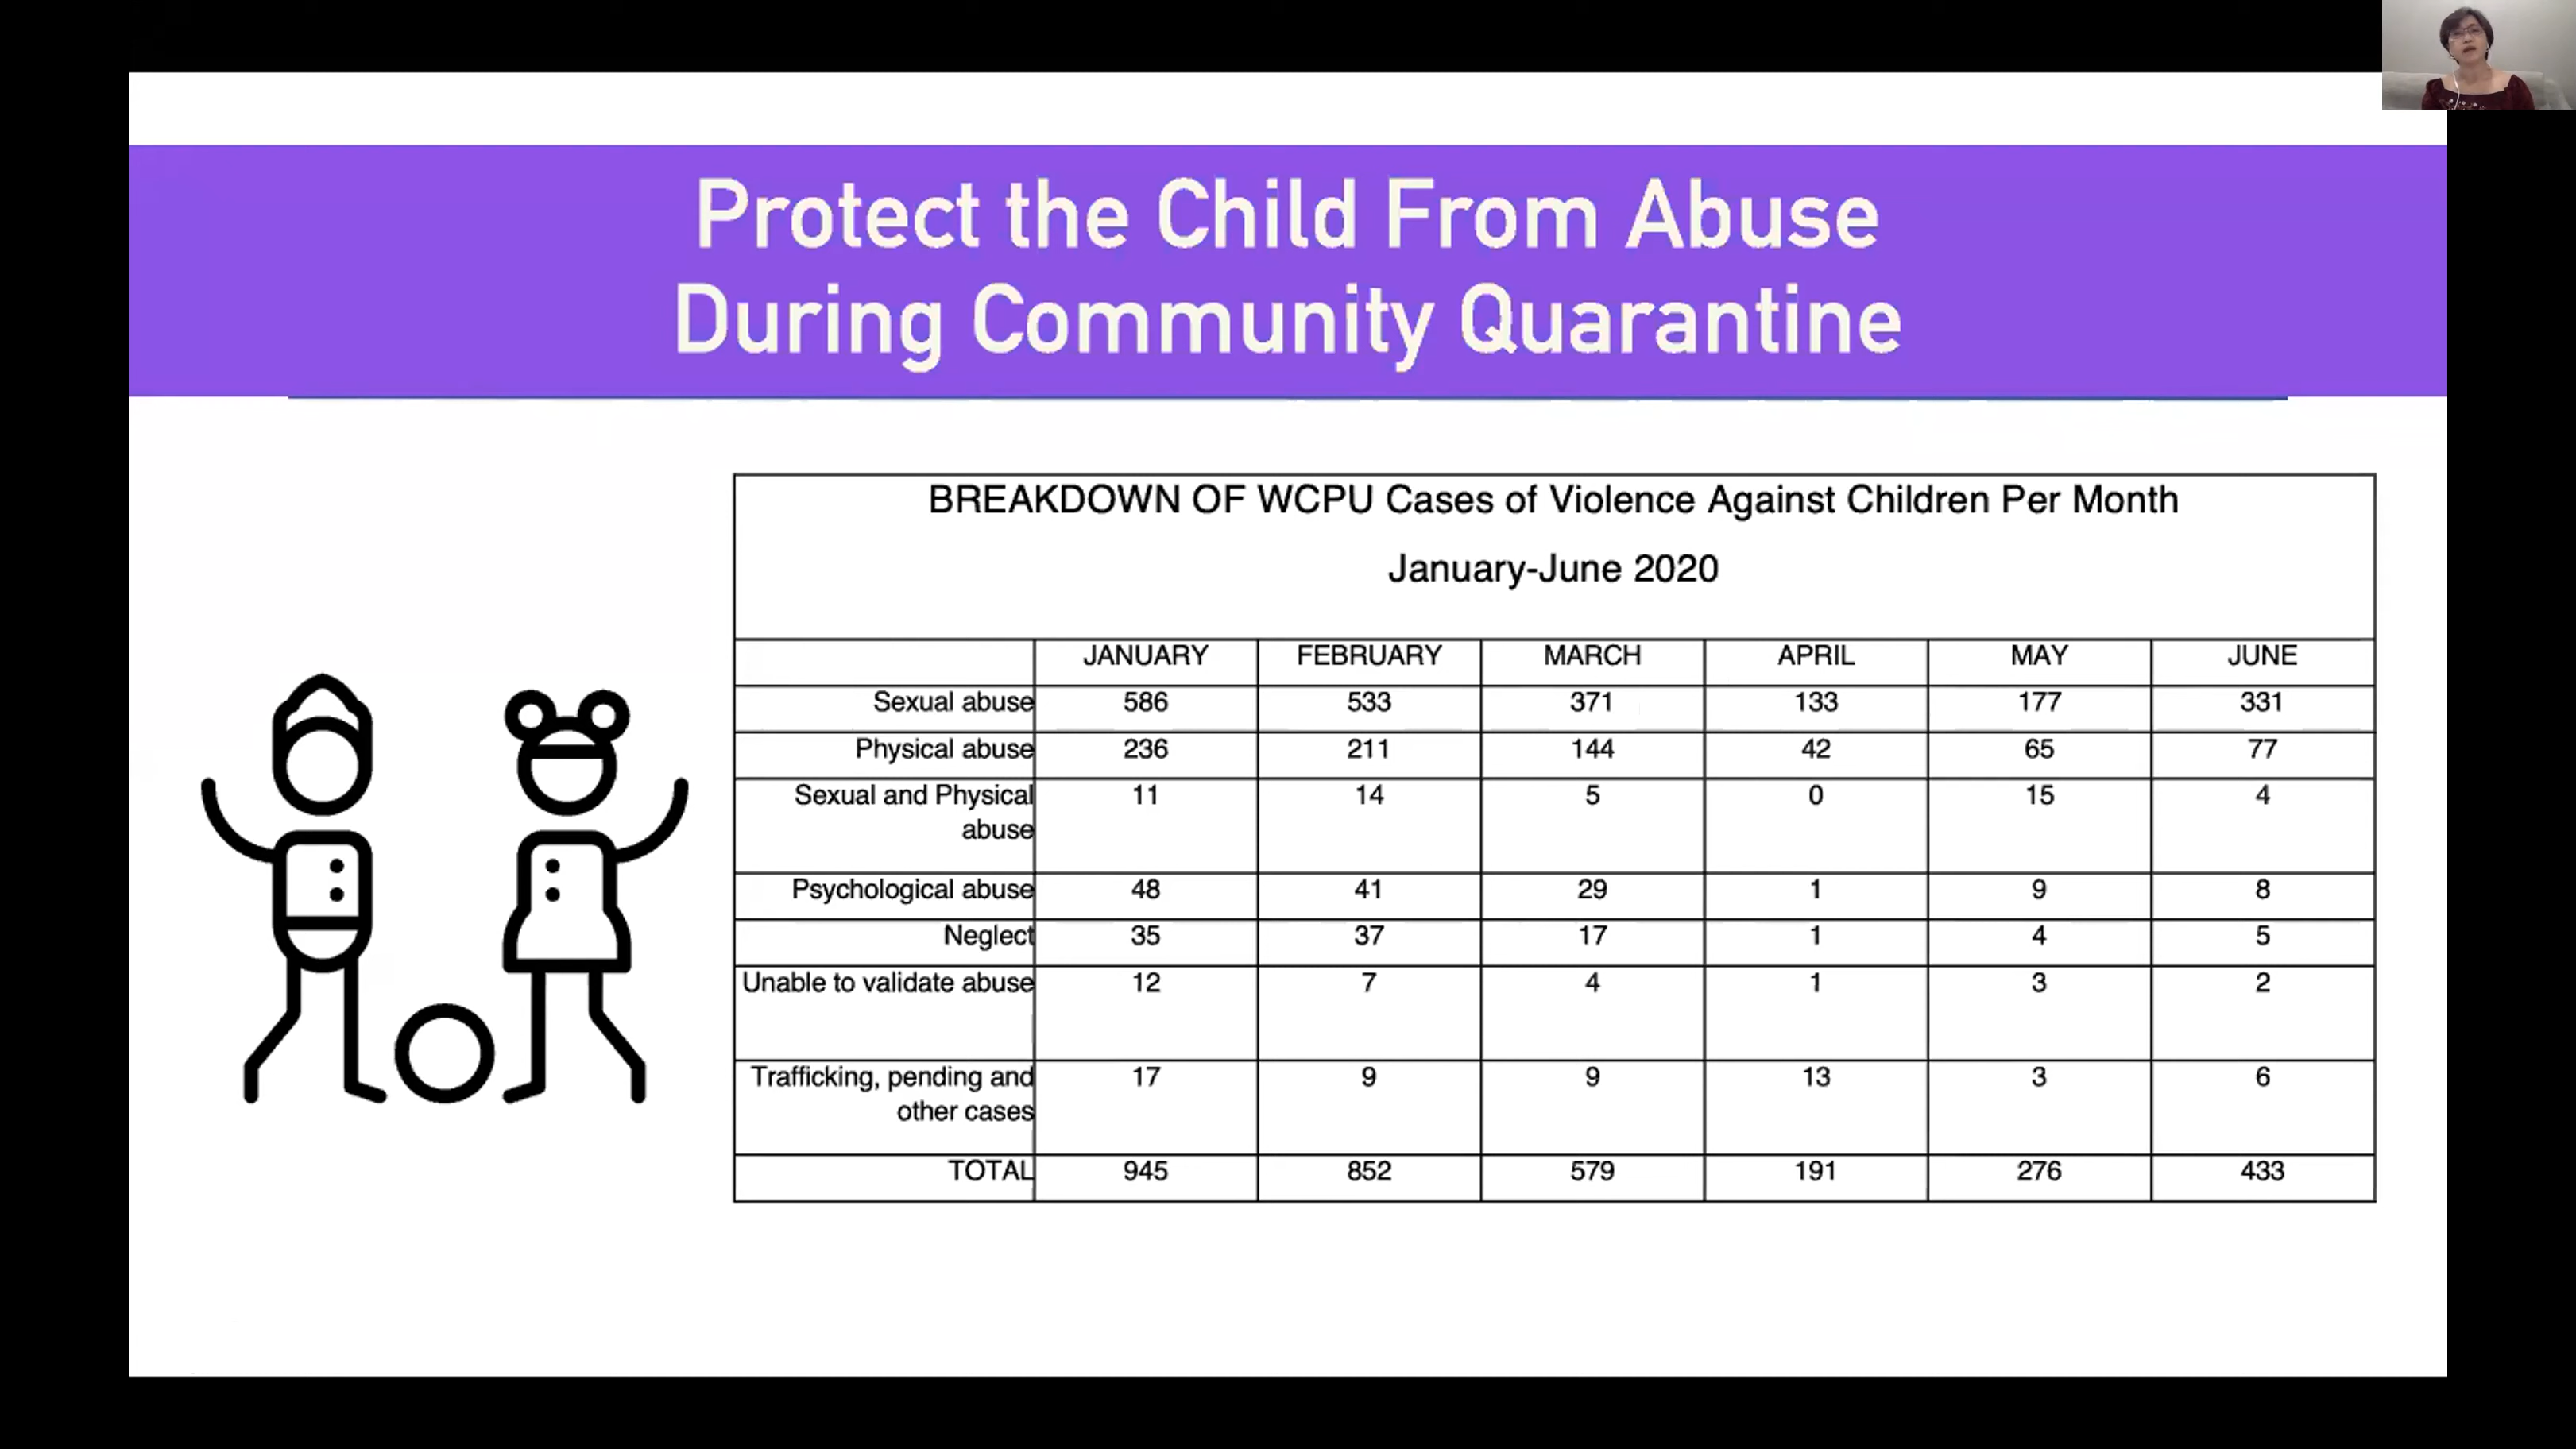 Protect the Child From Abuse
During Community Quarantine
BREAKDOWN OF WCPU Cases of Violence Against Children Per Month
January-June 2020
JANUARY FEBRUARY MARCH APRIL MAY JUNE
Sexual abuse 586 533 371 133 177 331
Physical abuse 236 211 144 42 65 77
Sexual and Physical 11 14 5 0 15 4
abuse
Psychological abuse 48 41 29 1 9 8
Neglect 35 37 17 1 4 5
Unable to validate abuse 12 7 4 1 3 2
Trafficking, pending and 17 9 9 13 3 6
other cases
TOTAL 945 852 579 191 276 433